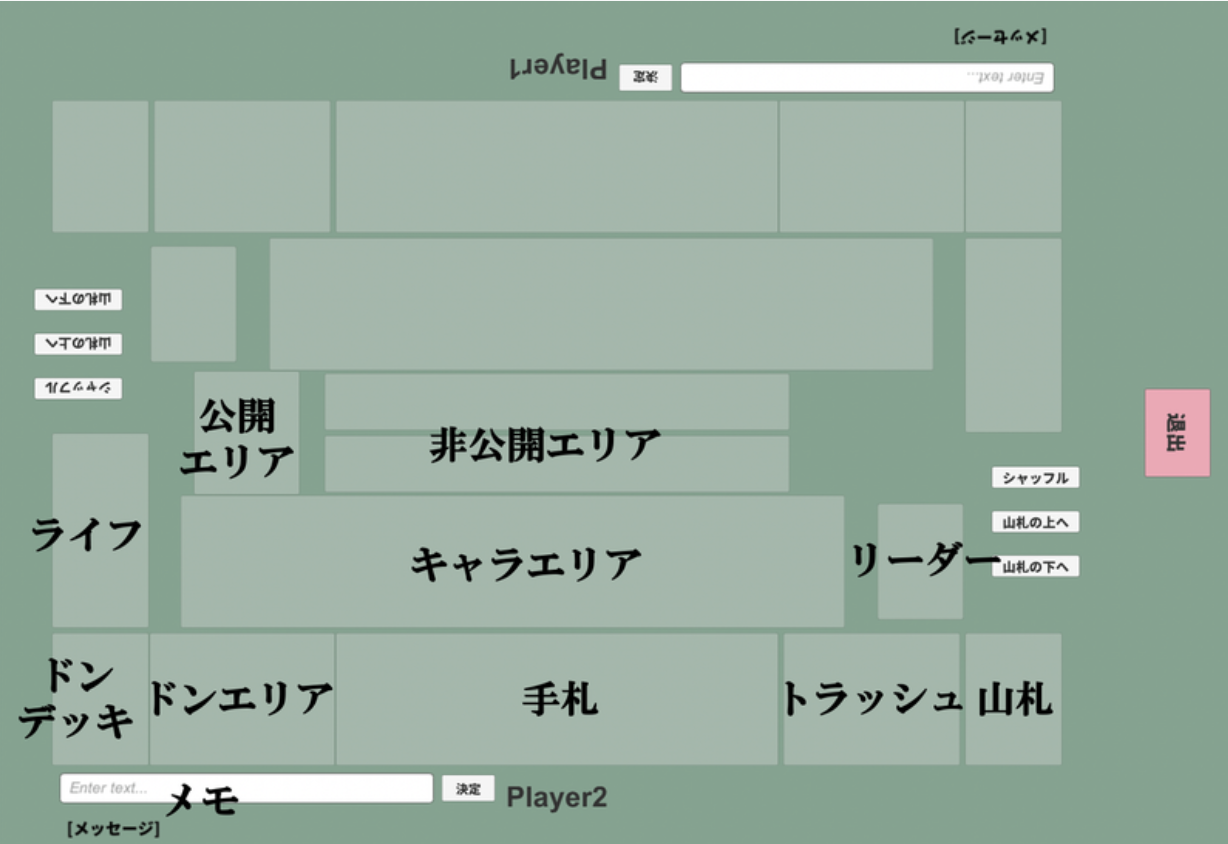 [メッセージ]
Player1
決定
Enter text...
山札の下へ
山札の上へ
シャッフル
公開
エリア
非公開エリア
退出
シャッフル
山札の上へ
山札の下へ
ライフ
キャラエリア
リーダー
ドン
デッキ
ドンエリア
手札
トラッシュ
山札
Enter text...
メモ
決定
Player2
[メッセージ]